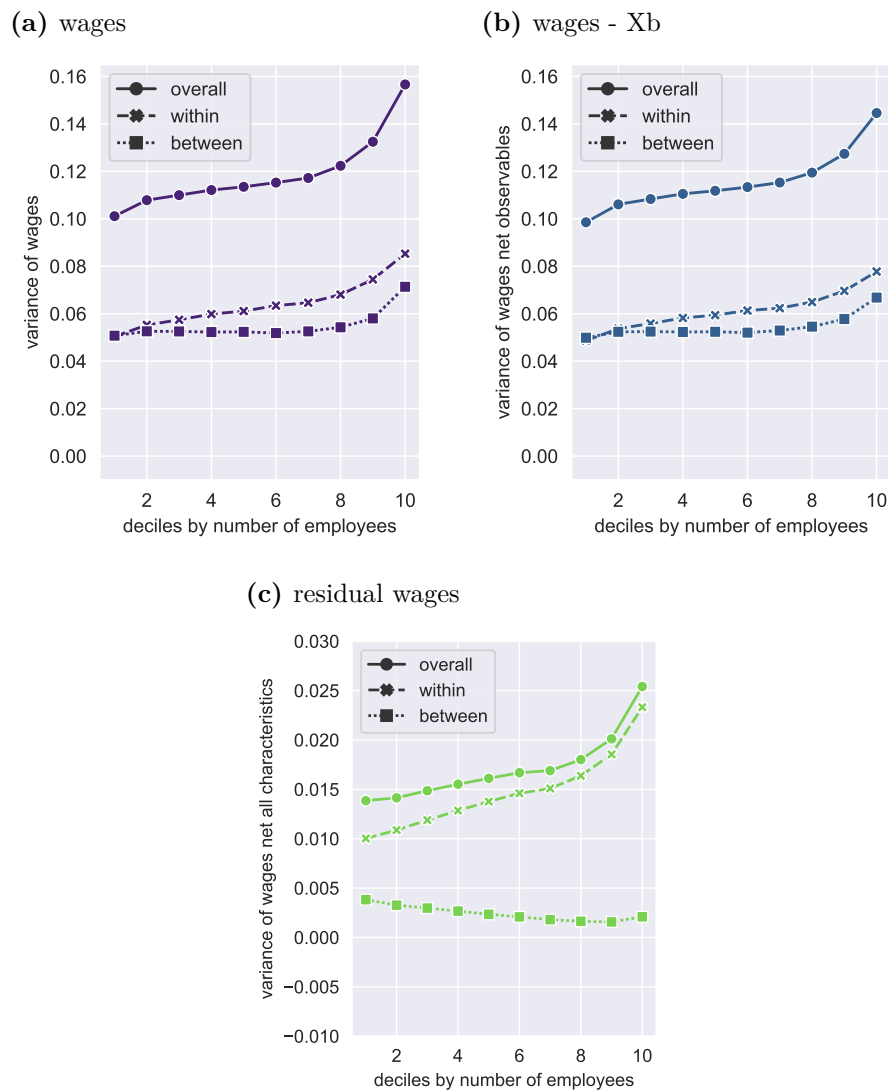 (a) wages
(b) wages - Xb
0.16
0.14
0.12
0.10
0.08
0.06
0.04
0.02
0.00
variance of wages
overall
within
between
2 4 6 8 10
deciles by number of employees
0.16
0.14
0.12
0.10
0.08
0.06
0.04
0.02
0.00
variance of wages net observables
overall
within
between
2 4 6 8 10
deciles by number of employees
(c) residual wages
0.030
0.025
0.020
0.015
0.010
0.005
0.000
−0.005
−0.010
variance of wages net all characteristics
overall
within
between
2 4 6 8 10
deciles by number of employees